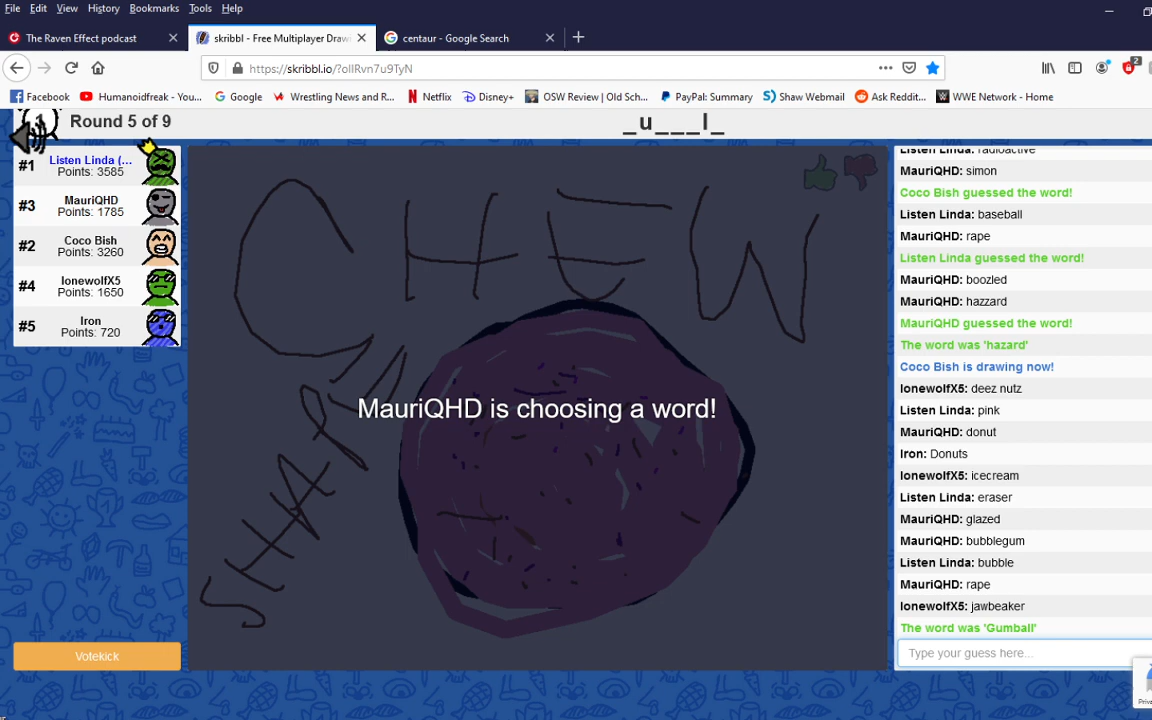 File Edit View History Bookmarks Tools Help
The Raven Effect podcast
skribbl - Free Multiplayer Draw
centaur - Google Search
https://skribbl.io/?olIRvn7u9TyN
2
Facebook
Humanoidfreak - You...
Google
Wrestling News and R...
Netflix
Disney+
OSW Review | Old Sch...
PayPal: Summary
Shaw Webmail
Ask Reddit...
WWE Network - Home
Round 5 of 9
_u___l_
#1 Listen Linda (...
Points: 3585
#3 MauriQHD
Points: 1785
#2 Coco Bish
Points: 3260
#4 lonewolfX5
Points: 1650
#5 Iron
Points: 720
Votekick
CHEW
SHAPE
MauriQHD is choosing a word!
Listen Linda: radioactive
MauriQHD: simon
Coco Bish guessed the word!
Listen Linda: baseball
MauriQHD: rape
Listen Linda guessed the word!
MauriQHD: boozled
MauriQHD: hazzard
MauriQHD guessed the word!
The word was 'hazard'
Coco Bish is drawing now!
lonewolfX5: deez nutz
Listen Linda: pink
MauriQHD: donut
Iron: Donuts
lonewolfX5: icecream
Listen Linda: eraser
MauriQHD: glazed
MauriQHD: bubblegum
Listen Linda: bubble
MauriQHD: rape
lonewolfX5: jawbeaker
The word was 'Gumball'
Type your guess here...